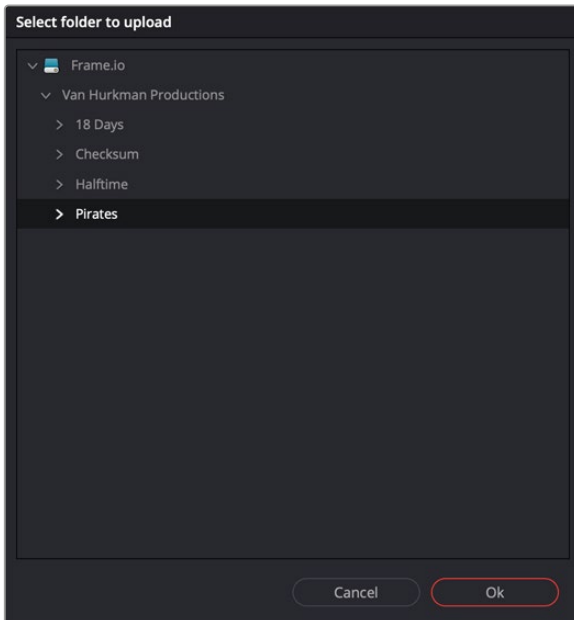 Select folder to upload
Frame.io
Van Hurkman Productions
18 Days
Checksum
Halftime
Pirates
Cancel Ok